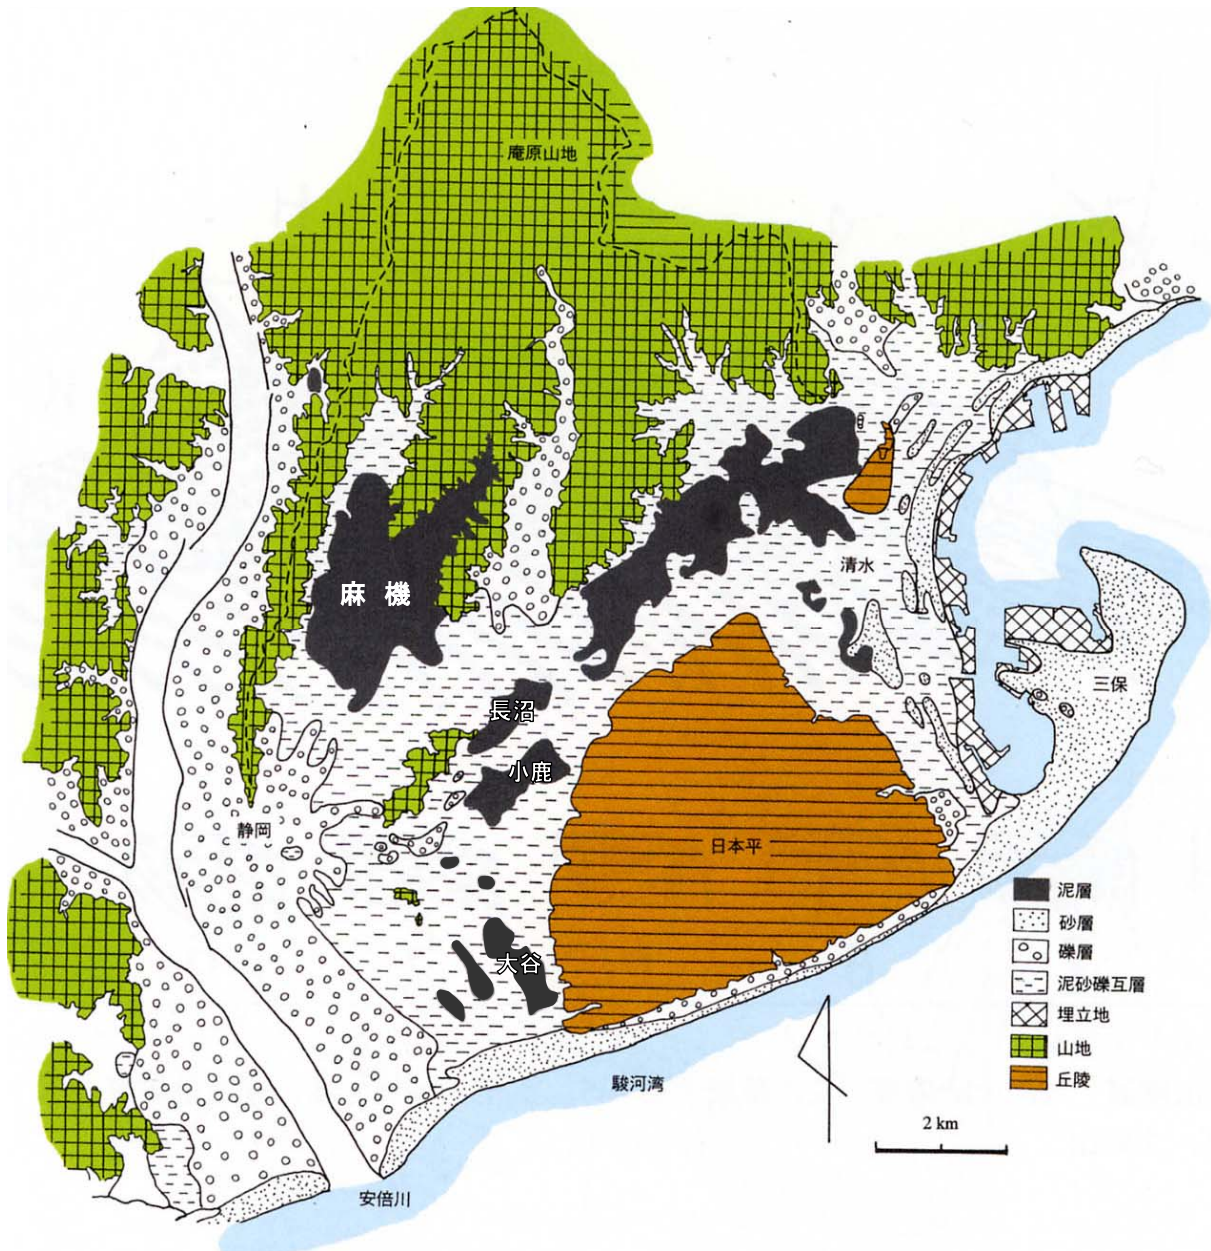 庵原山地
清水
麻 機
三保
長沼
小鹿
静岡
日本平
大谷
駿河湾
安倍川
泥層
砂層
礫層
泥砂礫互層
埋立地
山地
丘陵
2 km